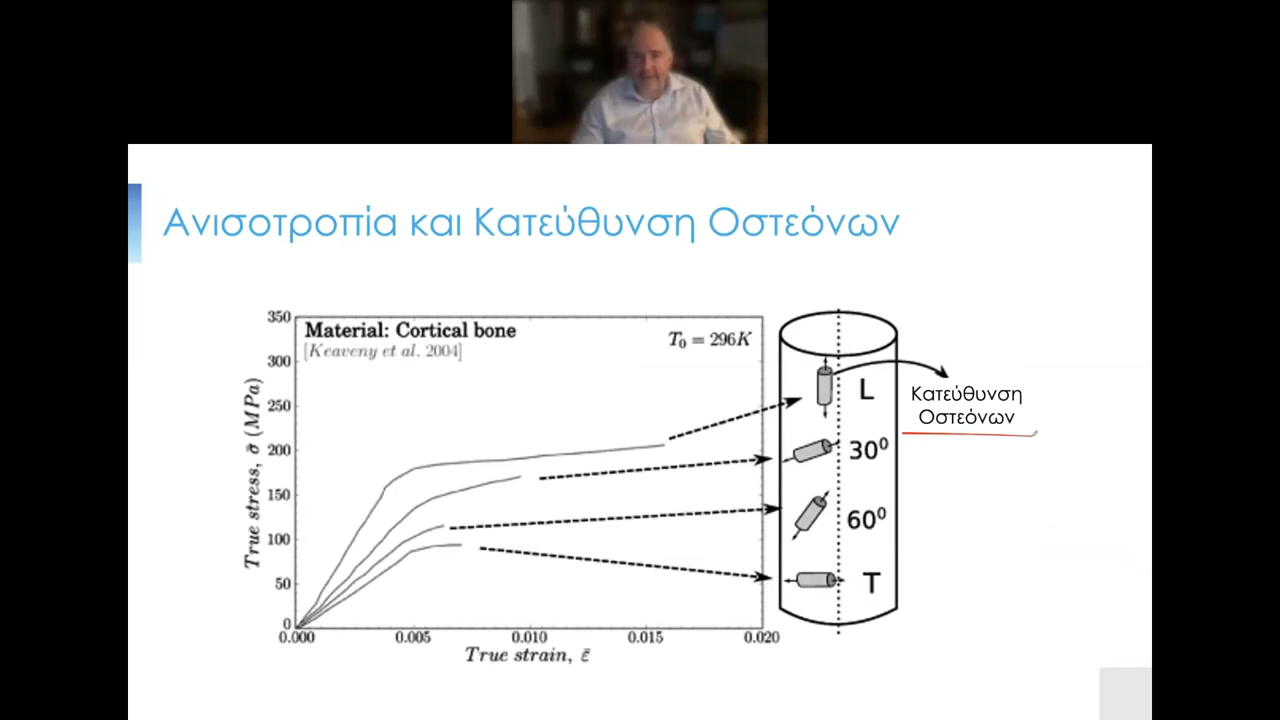 Ανισοτροπία και Κατεύθυνση Οστεόνων
350
300
250
200
150
100
50
0
True stress, σ̄ (MPa)
Material: Cortical bone
[Keaveny et al. 2004]
T₀ = 296K
0.000 0.005 0.010 0.015 0.020
True strain, ε̄
L
30⁰
60⁰
T
Κατεύθυνση
Οστεόνων